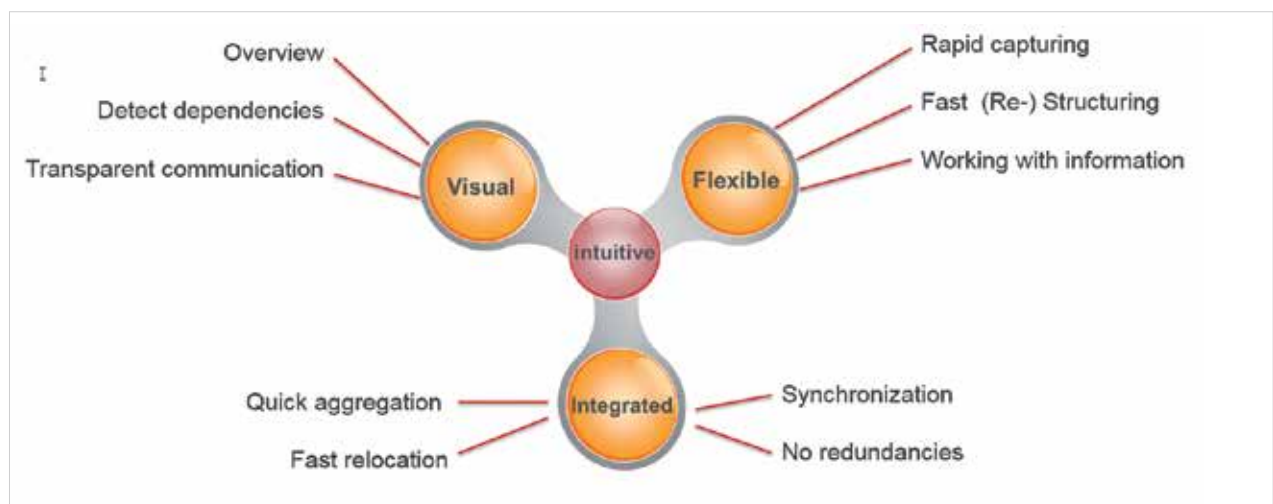 Overview
Detect dependencies
Transparent communication
Visual
Rapid capturing
Fast (Re-) Structuring
Working with information
Flexible
intuitive
Quick aggregation
Fast relocation
Integrated
Synchronization
No redundancies